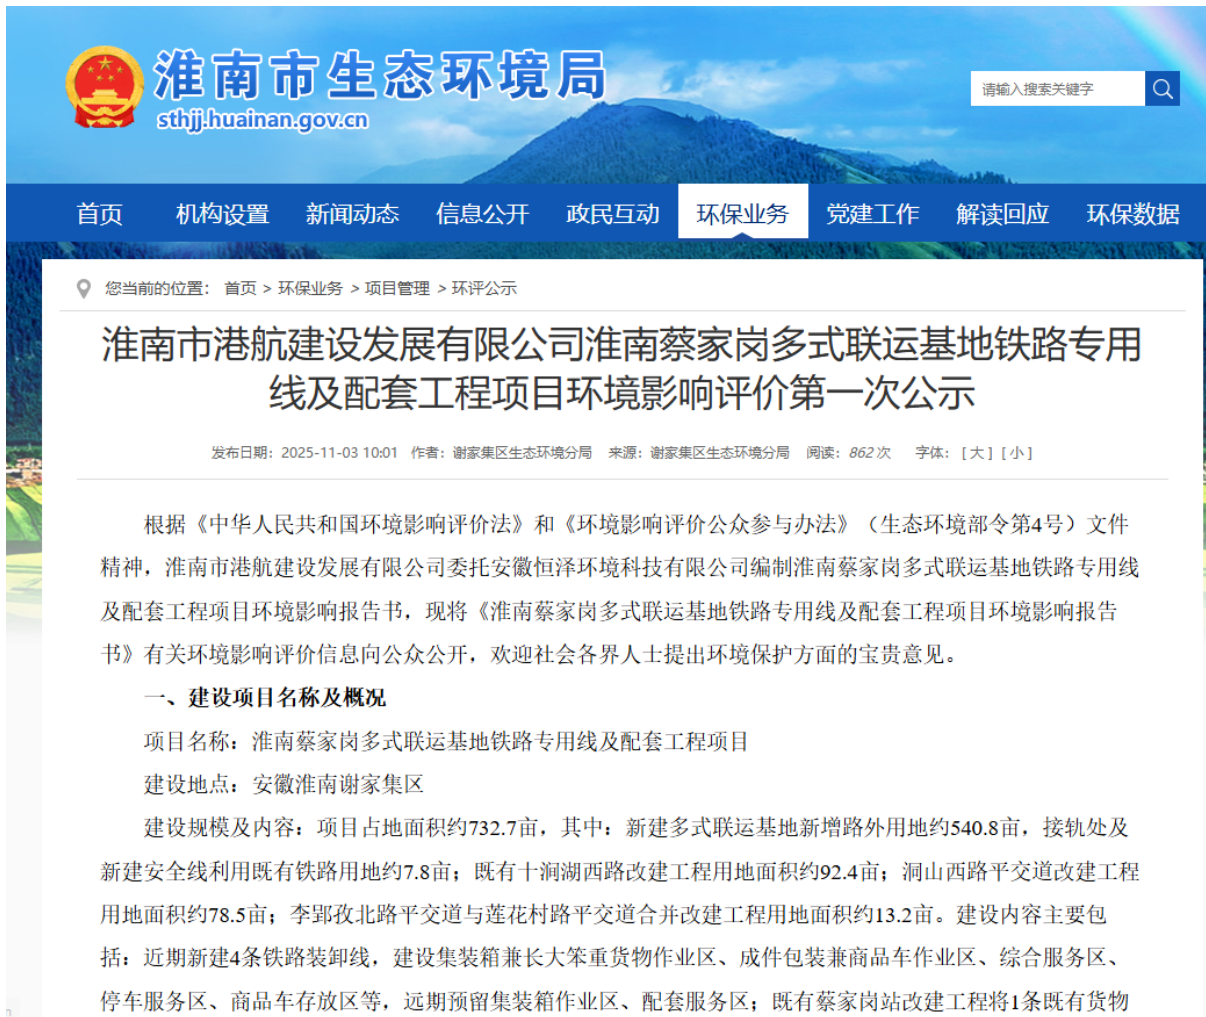 淮南市生态环境局
sthjj.huainan.gov.cn
请输入搜索关键字
首页 机构设置 新闻动态 信息公开 政民互动 环保业务 党建工作 解读回应 环保数据
您当前的位置： 首页 > 环保业务 > 项目管理 > 环评公示
淮南市港航建设发展有限公司淮南蔡家岗多式联运基地铁路专用
线及配套工程项目环境影响评价第一次公示
发布日期：2025-11-03 10:01 作者：谢家集区生态环境分局 来源：谢家集区生态环境分局 阅读：862次 字体：[ 大 ] [ 小 ]
根据《中华人民共和国环境影响评价法》和《环境影响评价公众参与办法》（生态环境部令第4号）文件
精神，淮南市港航建设发展有限公司委托安徽恒泽环境科技有限公司编制淮南蔡家岗多式联运基地铁路专用线
及配套工程项目环境影响报告书，现将《淮南蔡家岗多式联运基地铁路专用线及配套工程项目环境影响报告
书》有关环境影响评价信息向公众公开，欢迎社会各界人士提出环境保护方面的宝贵意见。
一、建设项目名称及概况
项目名称：淮南蔡家岗多式联运基地铁路专用线及配套工程项目
建设地点：安徽淮南谢家集区
建设规模及内容：项目占地面积约732.7亩，其中：新建多式联运基地新增路外用地约540.8亩，接轨处及
新建安全线利用既有铁路用地约7.8亩；既有十涧湖西路改建工程用地面积约92.4亩；洞山西路平交道改建工程
用地面积约78.5亩；李郢孜北路平交道与莲花村路平交道合并改建工程用地面积约13.2亩。建设内容主要包
括：近期新建4条铁路装卸线，建设集装箱兼长大笨重货物作业区、成件包装兼商品车作业区、综合服务区、
停车服务区、商品车存放区等，远期预留集装箱作业区、配套服务区；既有蔡家岗站改建工程将1条既有货物